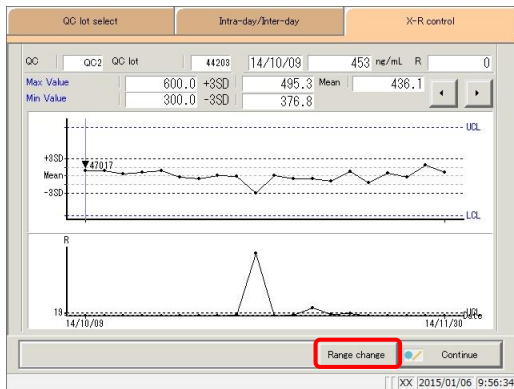 QC lot select Intra-day/Inter-day X-R control
QC QC2 QC lot 44203 14/10/09 453 ng/mL R 0
Max Value 600.0 +3SD 495.3 Mean 436.1
Min Value 300.0 -3SD 376.8
UCL
+3SD
47017
Mean
-3SD
LCL
R
19 UCL
Date
14/10/09 14/11/30
Range change Continue
XX 2015/01/06 9:56:34